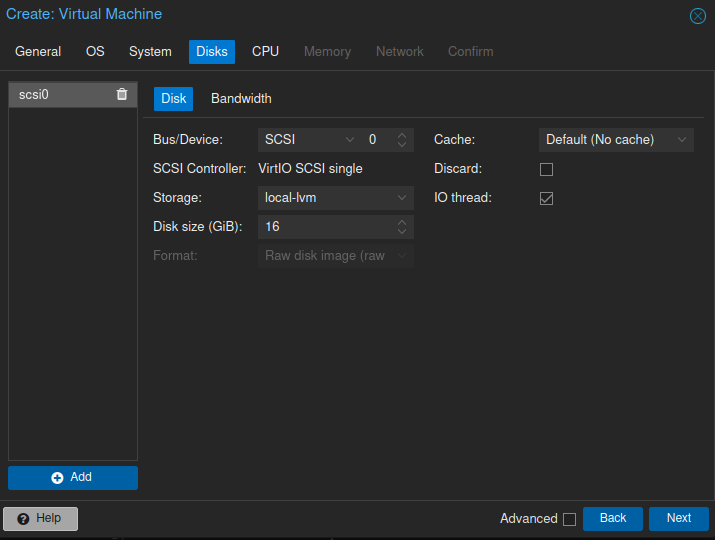 Create: Virtual Machine
General OS System Disks CPU Memory Network Confirm
scsi0
Disk Bandwidth
Bus/Device: SCSI 0 Cache: Default (No cache)
SCSI Controller: VirtIO SCSI single Discard:
Storage: local-lvm IO thread:
Disk size (GiB): 16
Format: Raw disk image (raw
Add
Help Advanced Back Next